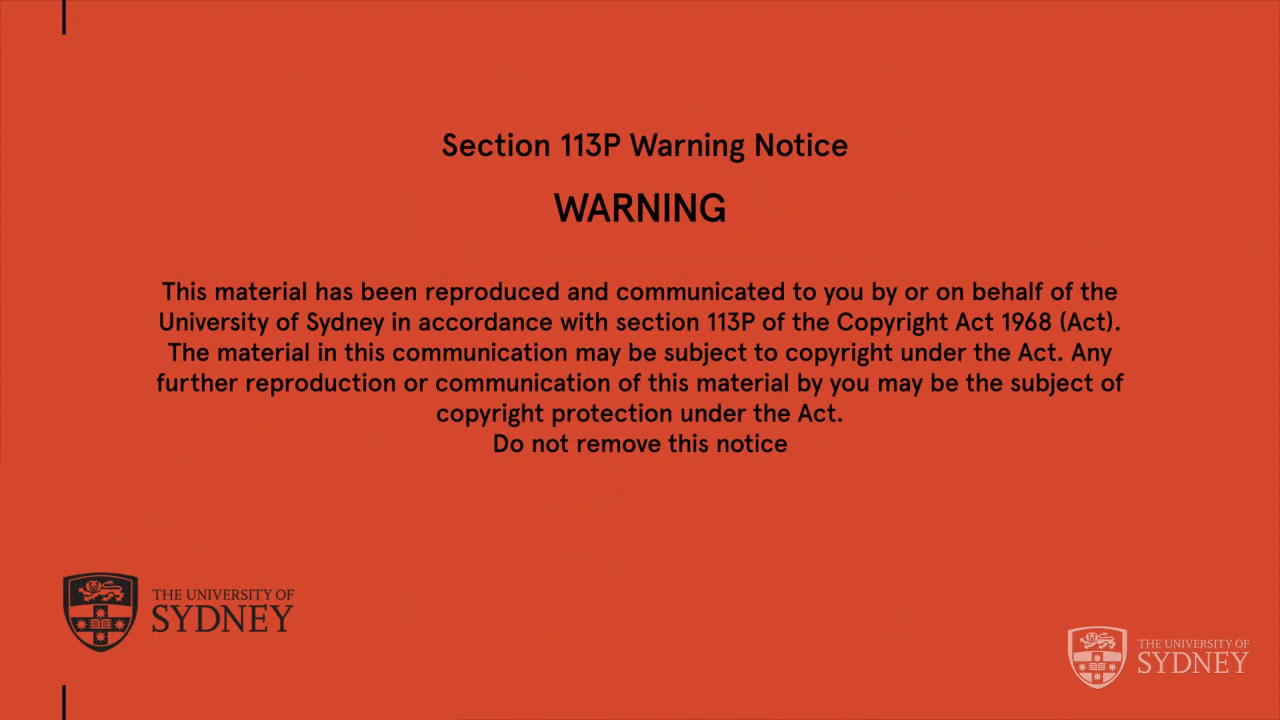 Section 113P Warning Notice
WARNING
This material has been reproduced and communicated to you by or on behalf of the
University of Sydney in accordance with section 113P of the Copyright Act 1968 (Act).
The material in this communication may be subject to copyright under the Act. Any
further reproduction or communication of this material by you may be the subject of
copyright protection under the Act.
Do not remove this notice
THE UNIVERSITY OF
SYDNEY
THE UNIVERSITY OF
SYDNEY